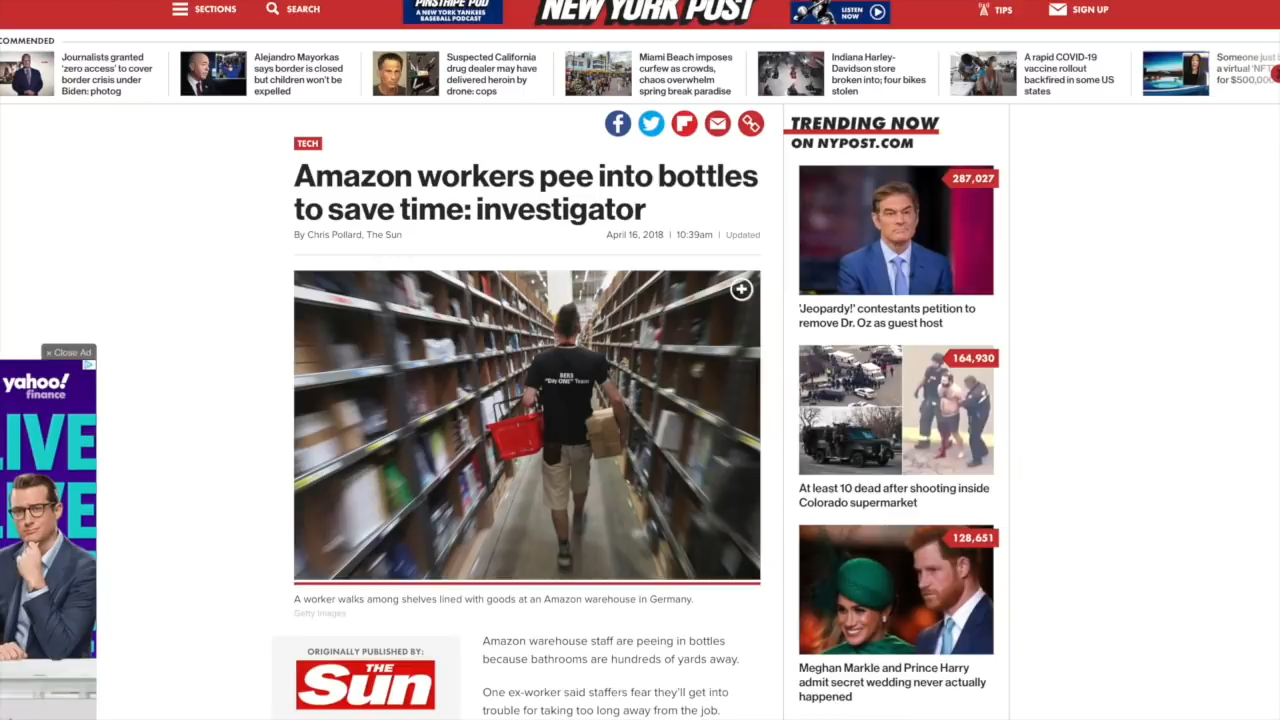 SECTIONS
SEARCH
PINSTRIPE POD
A NEW YORK YANKEES
BASEBALL PODCAST
NEW YORK POST
LISTEN
NOW
TIPS
SIGN UP
COMMENDED
Journalists granted
'zero access' to cover
border crisis under
Biden: photog
Alejandro Mayorkas
says border is closed
but children won't be
expelled
Suspected California
drug dealer may have
delivered heroin by
drone: cops
Miami Beach imposes
curfew as crowds,
chaos overwhelm
spring break paradise
Indiana Harley-
Davidson store
broken into; four bikes
stolen
A rapid COVID-19
vaccine rollout
backfired in some US
states
Someone just
a virtual 'NFT
for $500,00
TECH
Amazon workers pee into bottles
to save time: investigator
By Chris Pollard, The Sun
April 16, 2018 | 10:39am | Updated
BER3
"Day ONE" Team
A worker walks among shelves lined with goods at an Amazon warehouse in Germany.
Getty Images
ORIGINALLY PUBLISHED BY:
THE
Sun
Amazon warehouse staff are peeing in bottles
because bathrooms are hundreds of yards away.
One ex-worker said staffers fear they'll get into
trouble for taking too long away from the job.
TRENDING NOW
ON NYPOST.COM
287,027
'Jeopardy!' contestants petition to
remove Dr. Oz as guest host
164,930
At least 10 dead after shooting inside
Colorado supermarket
128,651
Meghan Markle and Prince Harry
admit secret wedding never actually
happened
× Close Ad
yahoo!
finance
LIVE